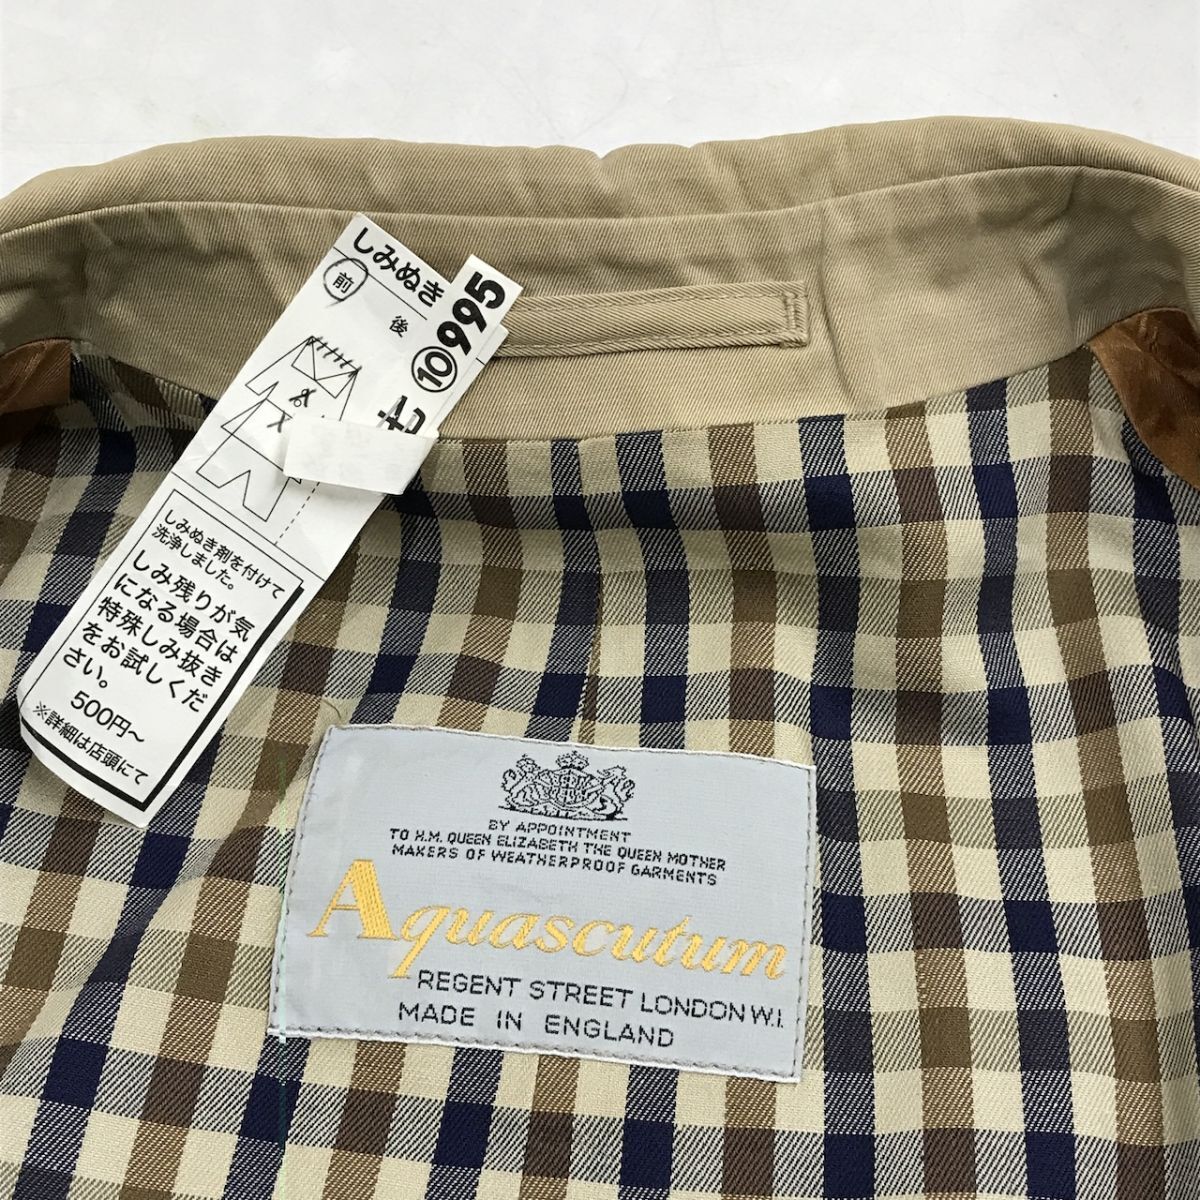 しみぬき
前
後
⑩995
しみぬき剤を付けて
洗浄しました。
しみ残りが気
になる場合は
特殊しみ抜き
をお試しくだ
さい。
500円～
※詳細は店頭にて
BY APPOINTMENT
TO H.M. QUEEN ELIZABETH THE QUEEN MOTHER
MAKERS OF WEATHERPROOF GARMENTS
Aquascutum
REGENT STREET LONDON W.I.
MADE IN ENGLAND